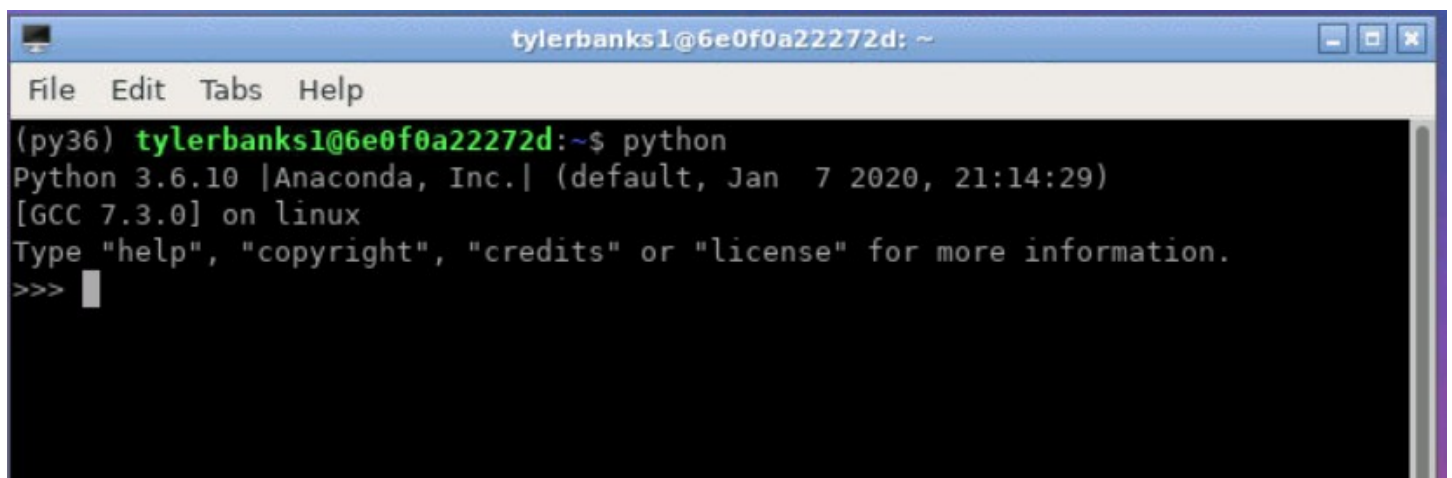 tylerbanks1@6e0f0a22272d: ~
File Edit Tabs Help
(py36) tylerbanks1@6e0f0a22272d:~$ python
Python 3.6.10 |Anaconda, Inc.| (default, Jan  7 2020, 21:14:29)
[GCC 7.3.0] on linux
Type "help", "copyright", "credits" or "license" for more information.
>>>